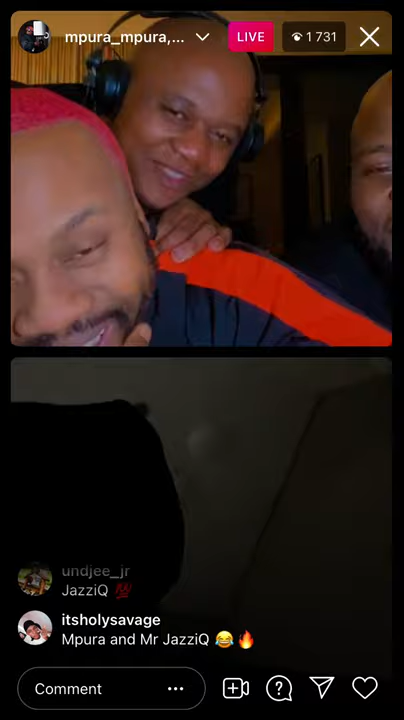 mpura_mpura,...
LIVE
1 731
undjee_jr
JazziQ 💯
itsholysavage
Mpura and Mr JazziQ 😂🔥
Comment